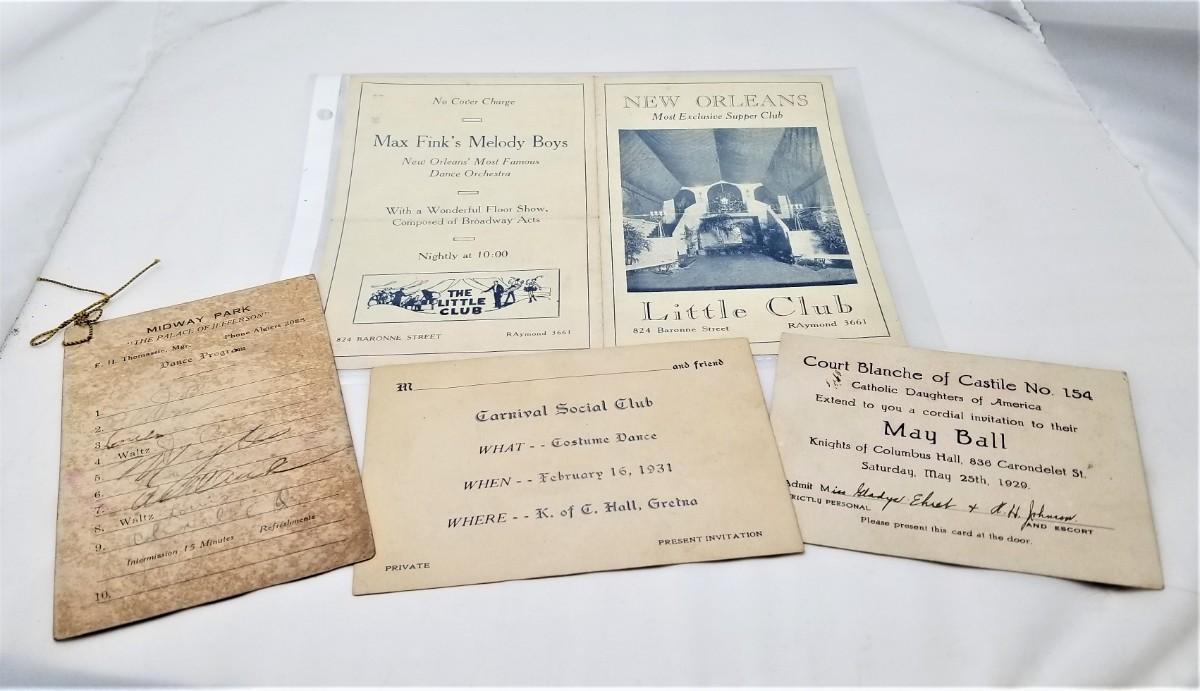 No Cover Charge
Max Fink's Melody Boys
New Orleans' Most Famous
Dance Orchestra
With a Wonderful Floor Show,
Composed of Broadway Acts
Nightly at 10:00
THE
LITTLE
CLUB
824 BARONNE STREET
RAymond 3661
NEW ORLEANS
Most Exclusive Supper Club
Little Club
824 Baronne Street
RAymond 3661
MIDWAY PARK
"THE PALACE OF JEFFERSON"
E. H. Thomassie, Mgr.
Phone Algiers
Dance Program
1
2.
3
4 Waltz
5
6.
7.
8. Waltz
9.
Intermission 15 Minutes
Refreshments
10.
M and friend
Carnival Social Club
WHAT - - Costume Dance
WHEN - - February 16, 1931
WHERE - - K. of C. Hall, Gretna
PRIVATE
PRESENT INVITATION
Court Blanche of Castile No. 154
Catholic Daughters of America
Extend to you a cordial invitation to their
May Ball
Knights of Columbus Hall, 836 Carondelet St.
Saturday, May 25th, 1929.
Admit Miss Gladys Ehret + R. H. Johnson
STRICTLY PERSONAL
AND ESCORT
Please present this card at the door.